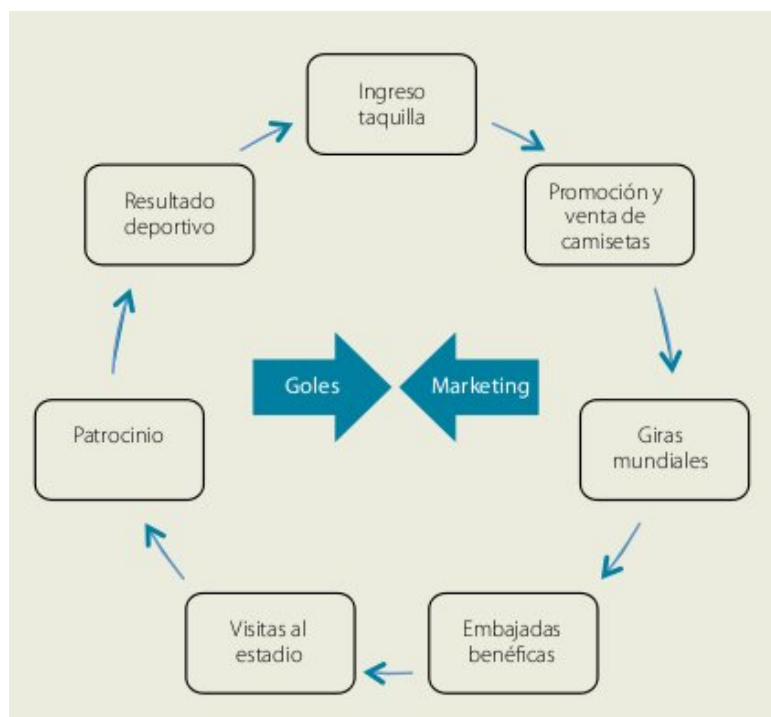 Ingreso
taquilla
Promoción y
venta de
camisetas
Giras
mundiales
Embajadas
benéficas
Visitas al
estadio
Patrocinio
Resultado
deportivo
Goles
Marketing